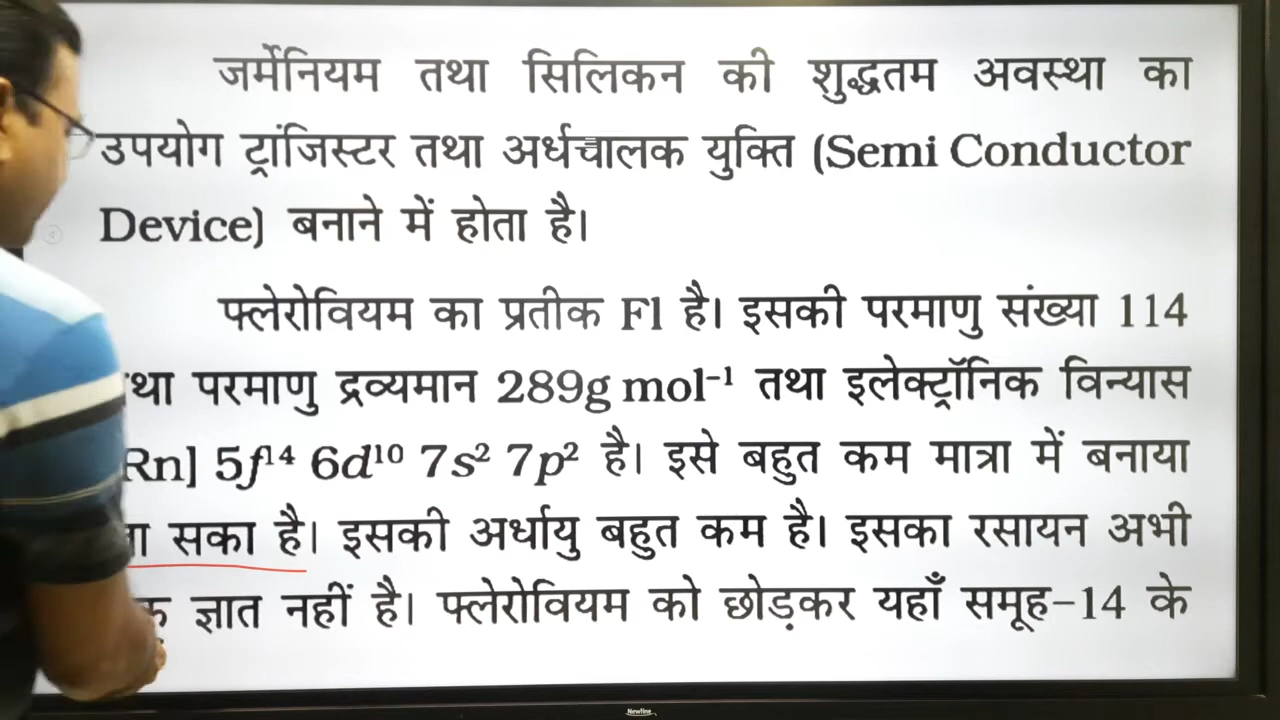 जर्मेनियम तथा सिलिकन की शुद्धतम अवस्था का
उपयोग ट्रांजिस्टर तथा अर्धचालक युक्ति (Semi Conductor
Device) बनाने में होता है।
फ्लेरोवियम का प्रतीक Fl है। इसकी परमाणु संख्या 114
परमाणु द्रव्यमान 289g mol⁻¹ तथा इलेक्ट्रॉनिक विन्यास
Rn] 5f¹⁴ 6d¹⁰ 7s² 7p² है। इसे बहुत कम मात्रा में बनाया
सका है। इसकी अर्धायु बहुत कम है। इसका रसायन अभी
ज्ञात नहीं है। फ्लेरोवियम को छोड़कर यहाँ समूह-14 के
Newline